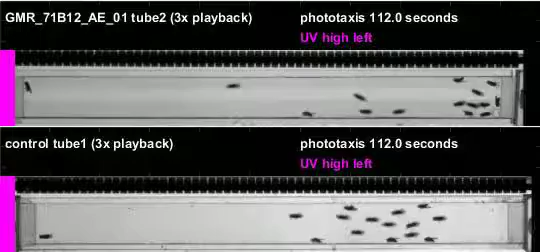 GMR_71B12_AE_01 tube2 (3x playback)
phototaxis 112.0 seconds
UV high left
control tube1 (3x playback)
phototaxis 112.0 seconds
UV high left